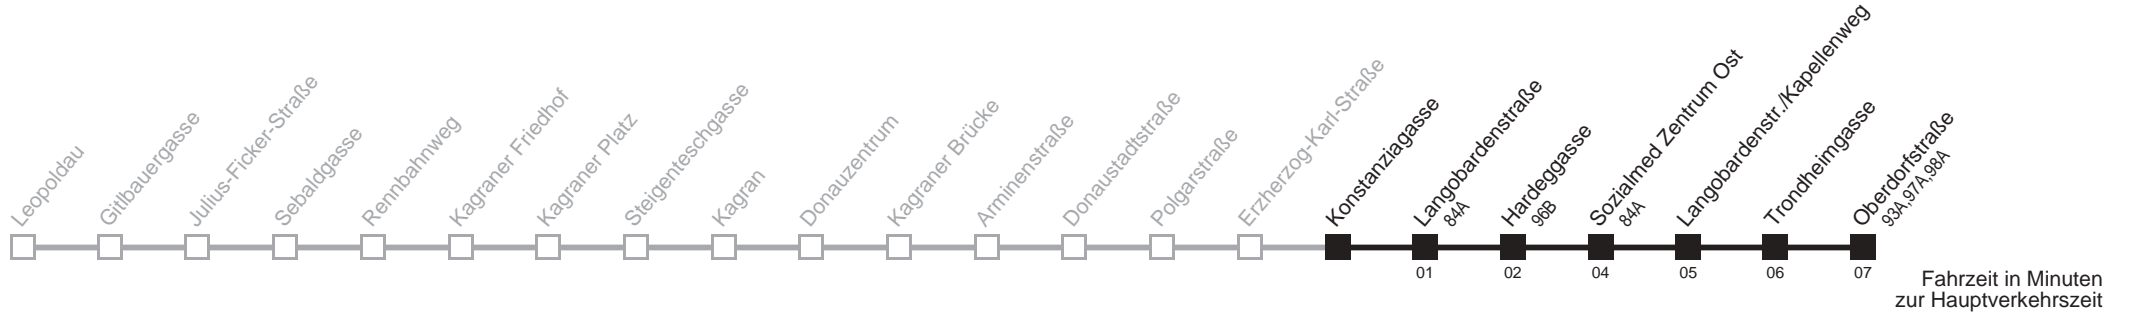 Leopoldau
Gitlbauergasse
Julius-Ficker-Straße
Sebaldgasse
Rennbahnweg
Kagraner Friedhof
Kagraner Platz
Steigenteschgasse
Kagran
Donauzentrum
Kagraner Brücke
Arminenstraße
Donaustadtstraße
Polgarstraße
Erzherzog-Karl-Straße
Konstanziagasse
Langobardenstraße
84A
Hardeggasse
96B
Sozialmed Zentrum Ost
84A
Langobardenstr./Kapellenweg
Trondheimgasse
Oberdorfstraße
93A,97A,98A
01
02
04
05
06
07
Fahrzeit in Minuten
zur Hauptverkehrszeit